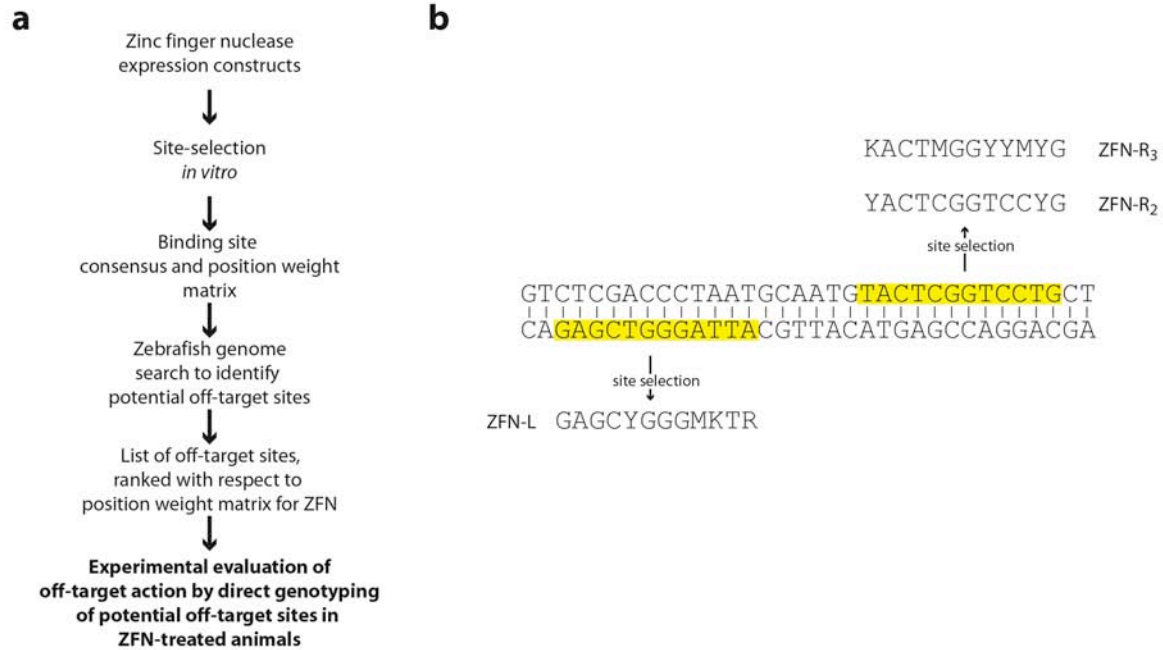 a
Zinc finger nuclease
expression constructs
Site-selection
in vitro
Binding site
consensus and position weight
matrix
Zebrafish genome
search to identify
potential off-target sites
List of off-target sites,
ranked with respect to
position weight matrix for ZFN
Experimental evaluation of
off-target action by direct genotyping
of potential off-target sites in
ZFN-treated animals
b
KACTMGGYYMYG ZFN-R3
YACTCGGTCCYG ZFN-R2
site selection
GTCTCGACCCTAATGCAATGTACTCGGTCCTGCT
CAGAGCTGGGATTACGTTACATGAGCCAGGACGA
site selection
ZFN-L GAGCYGGGMKTR